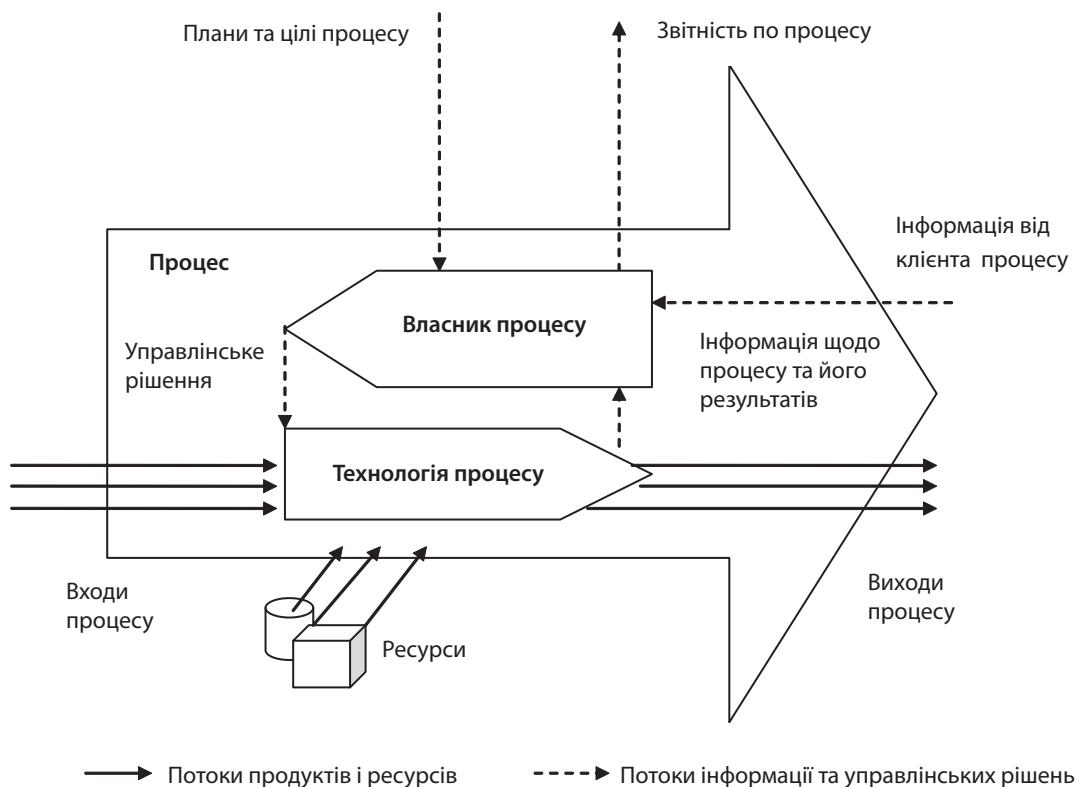 Плани та цілі процесу
Звітність по процесу
Інформація від
клієнта процесу
Процес
Власник процесу
Управлінське
рішення
Інформація щодо
процесу та його
результатів
Технологія процесу
Входи
процесу
Виходи
процесу
Ресурси
Потоки продуктів і ресурсів
Потоки інформації та управлінських рішень